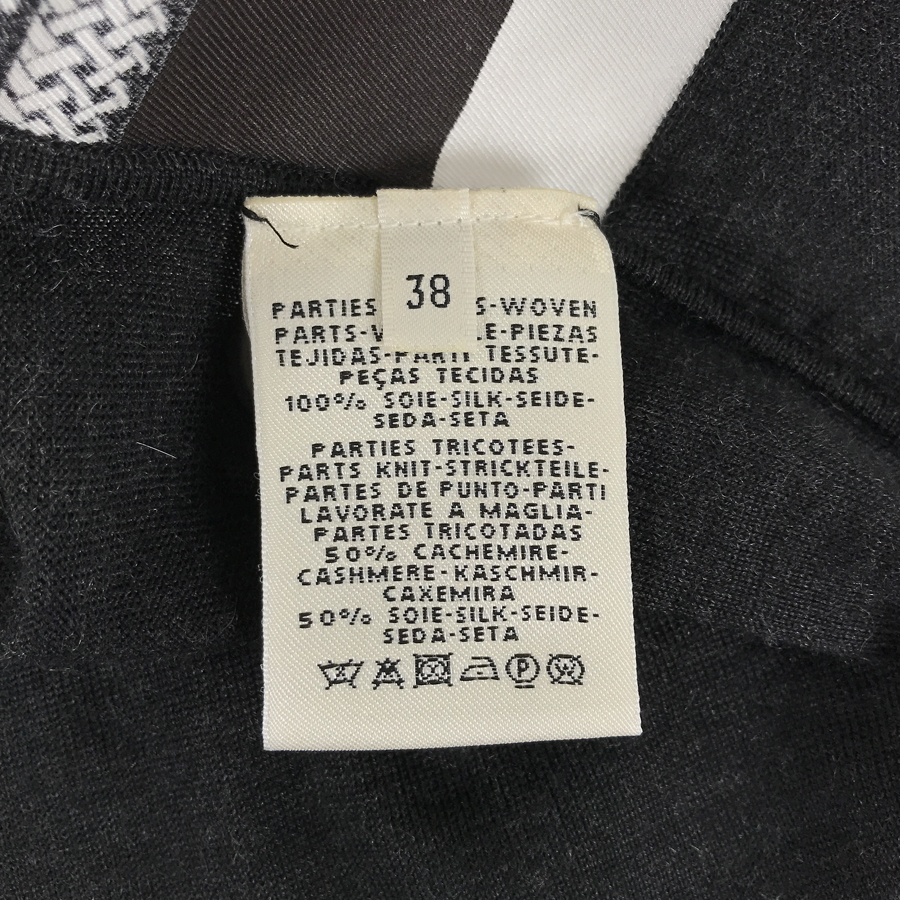 38
PARTIES S-WOVEN
PARTS- E-PIEZAS
TEJIDAS-PARTI TESSUTE-
PEÇAS TECIDAS
100% SOIE-SILK-SEIDE-
SEDA-SETA
PARTIES TRICOTEES-
PARTS KNIT-STRICKTEILE-
PARTES DE PUNTO-PARTI
LAVORATE A MAGLIA-
PARTES TRICOTADAS
50% CACHEMIRE-
CASHMERE-KASCHMIR-
CAXEMIRA
50% SOIE-SILK-SEIDE-
SEDA-SETA
P
W